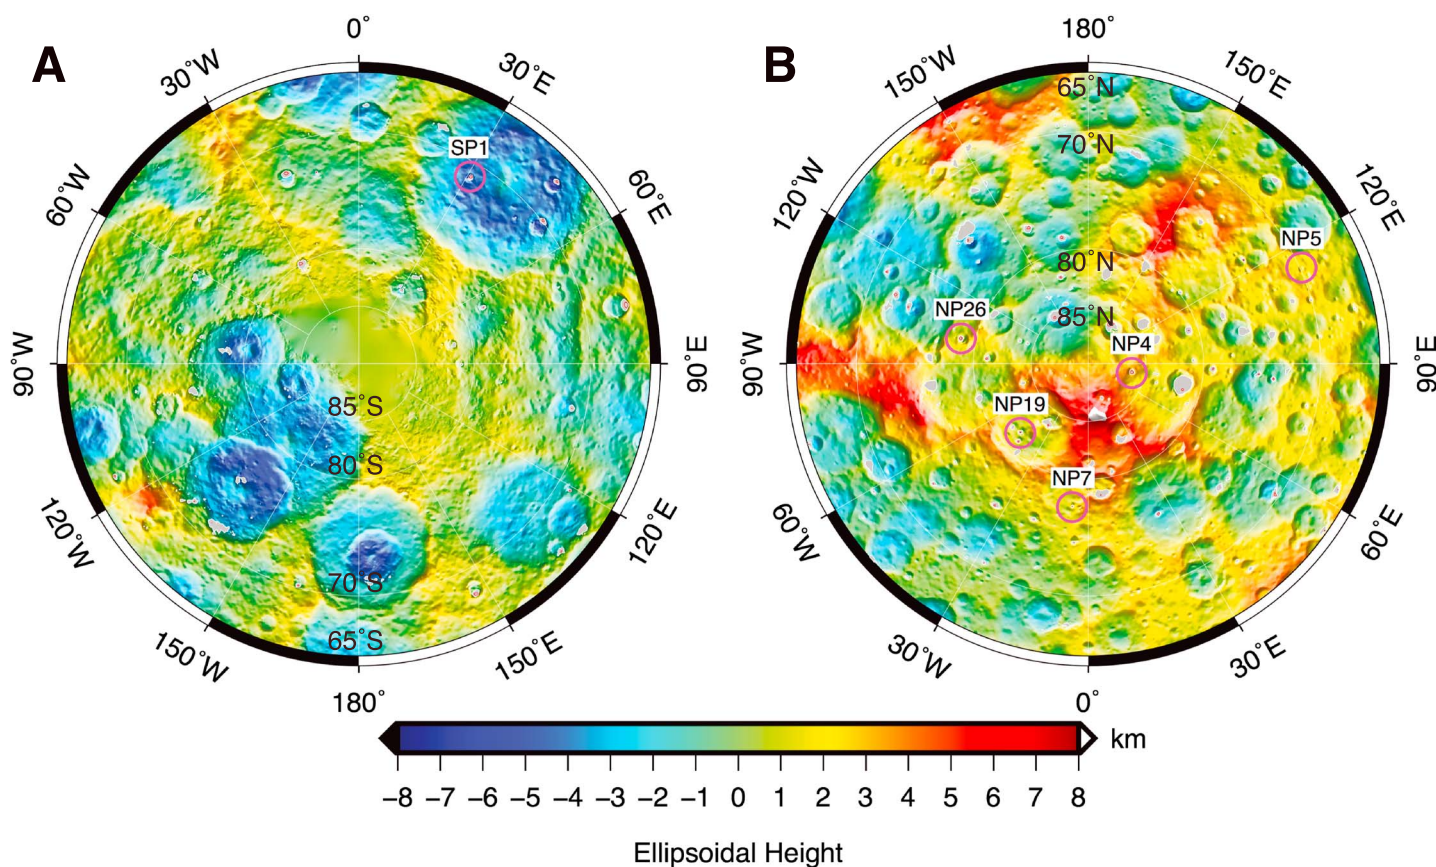 A
0°
30°W
30°E
60°W
60°E
90°W
90°E
120°W
120°E
150°W
150°E
180°
SP1
85°S
80°S
70°S
65°S
B
180°
150°W
150°E
120°W
120°E
90°W
90°E
60°W
60°E
30°W
30°E
0°
65°N
70°N
80°N
85°N
NP5
NP26
NP4
NP19
NP7
km
−8 −7 −6 −5 −4 −3 −2 −1 0 1 2 3 4 5 6 7 8
Ellipsoidal Height